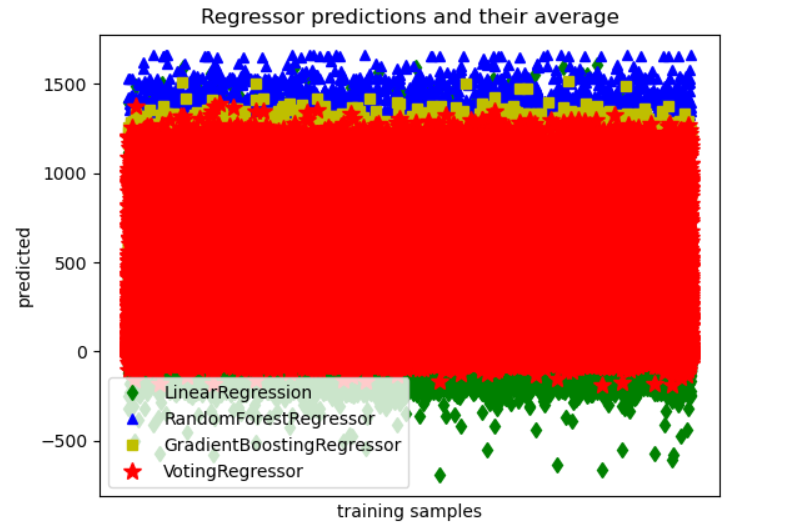 Regressor predictions and their average
1500
1000
500
0
−500
predicted
LinearRegression
RandomForestRegressor
GradientBoostingRegressor
VotingRegressor
training samples